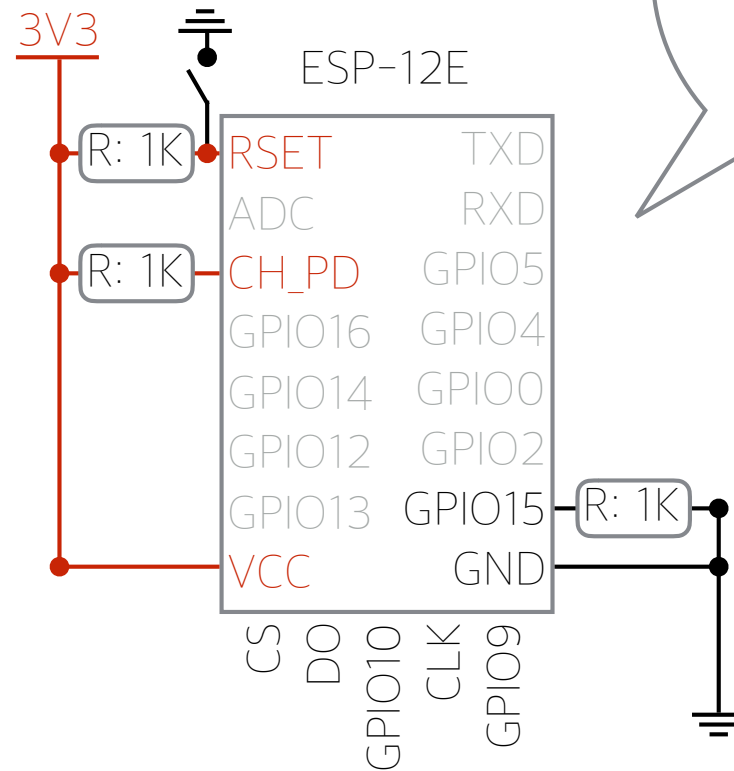 3V3
ESP-12E
R: 1K
RSET
TXD
ADC
RXD
R: 1K
CH_PD
GPIO5
GPIO16
GPIO4
GPIO14
GPIO0
GPIO12
GPIO2
GPIO13
GPIO15
R: 1K
VCC
GND
CS
DO
GPIO10
CLK
GPIO9